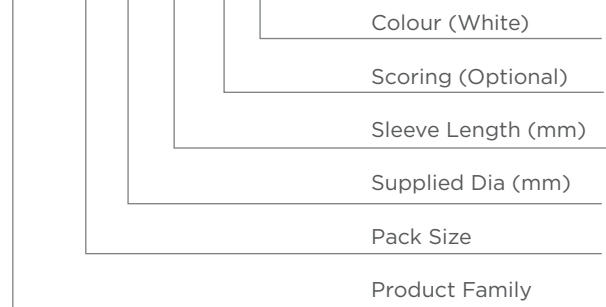 Colour (White)
Scoring (Optional)
Sleeve Length (mm)
Supplied Dia (mm)
Pack Size
Product Family